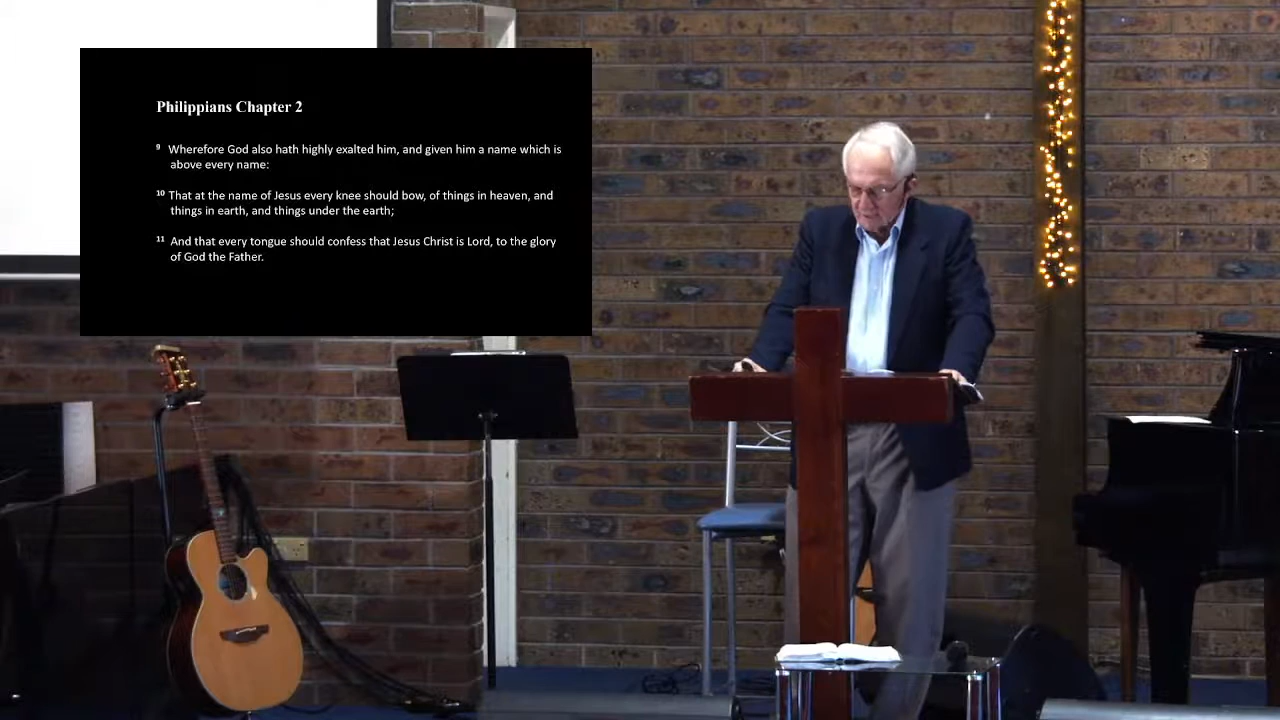 Philippians Chapter 2
9 Wherefore God also hath highly exalted him, and given him a name which is
above every name:
10 That at the name of Jesus every knee should bow, of things in heaven, and
things in earth, and things under the earth;
11 And that every tongue should confess that Jesus Christ is Lord, to the glory
of God the Father.